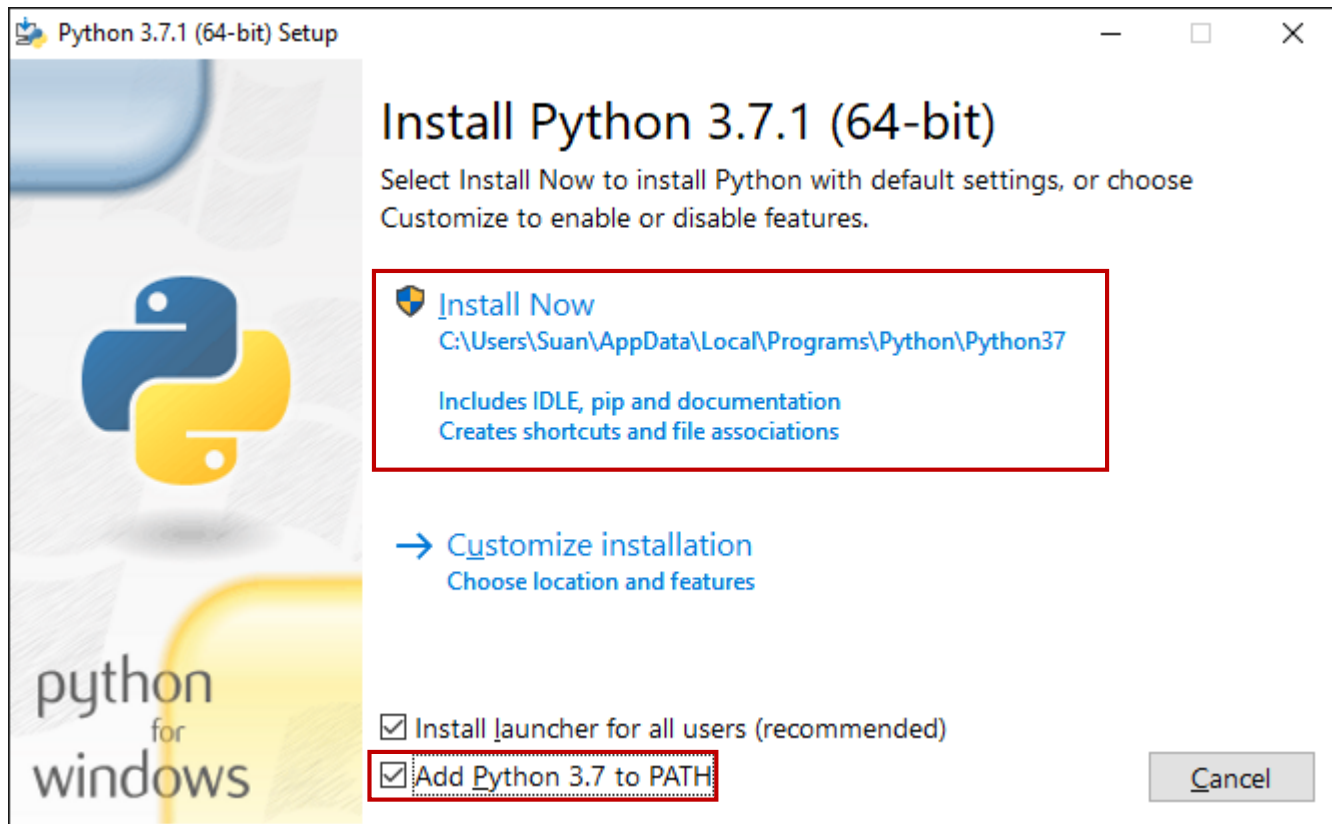 Python 3.7.1 (64-bit) Setup
Install Python 3.7.1 (64-bit)
Select Install Now to install Python with default settings, or choose
Customize to enable or disable features.
Install Now
C:\Users\Suan\AppData\Local\Programs\Python\Python37
Includes IDLE, pip and documentation
Creates shortcuts and file associations
Customize installation
Choose location and features
python
for
windows
Install launcher for all users (recommended)
Add Python 3.7 to PATH
Cancel